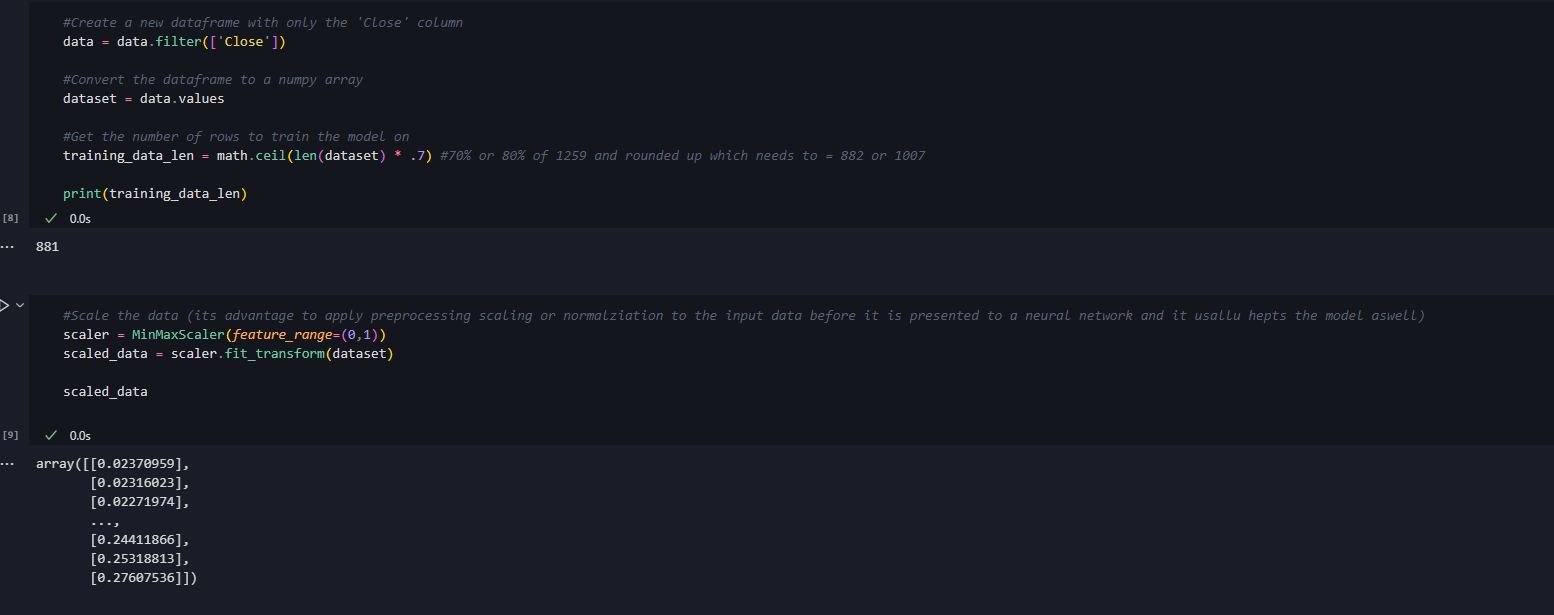 #Create a new dataframe with only the 'Close' column
data = data.filter(['Close'])
#Convert the dataframe to a numpy array
dataset = data.values
#Get the number of rows to train the model on
training_data_len = math.ceil(len(dataset) * .7) #70% or 80% of 1259 and rounded up which needs to = 882 or 1007
print(training_data_len)
[8] 0.0s
... 881
#Scale the data (its advantage to apply preprocessing scaling or normalziation to the input data before it is presented to a neural network and it usallu hepts the model aswell)
scaler = MinMaxScaler(feature_range=(0,1))
scaled_data = scaler.fit_transform(dataset)
scaled_data
[9] 0.0s
... array([[0.02370959],
[0.02316023],
[0.02271974],
...,
[0.24411866],
[0.25318813],
[0.27607536]])